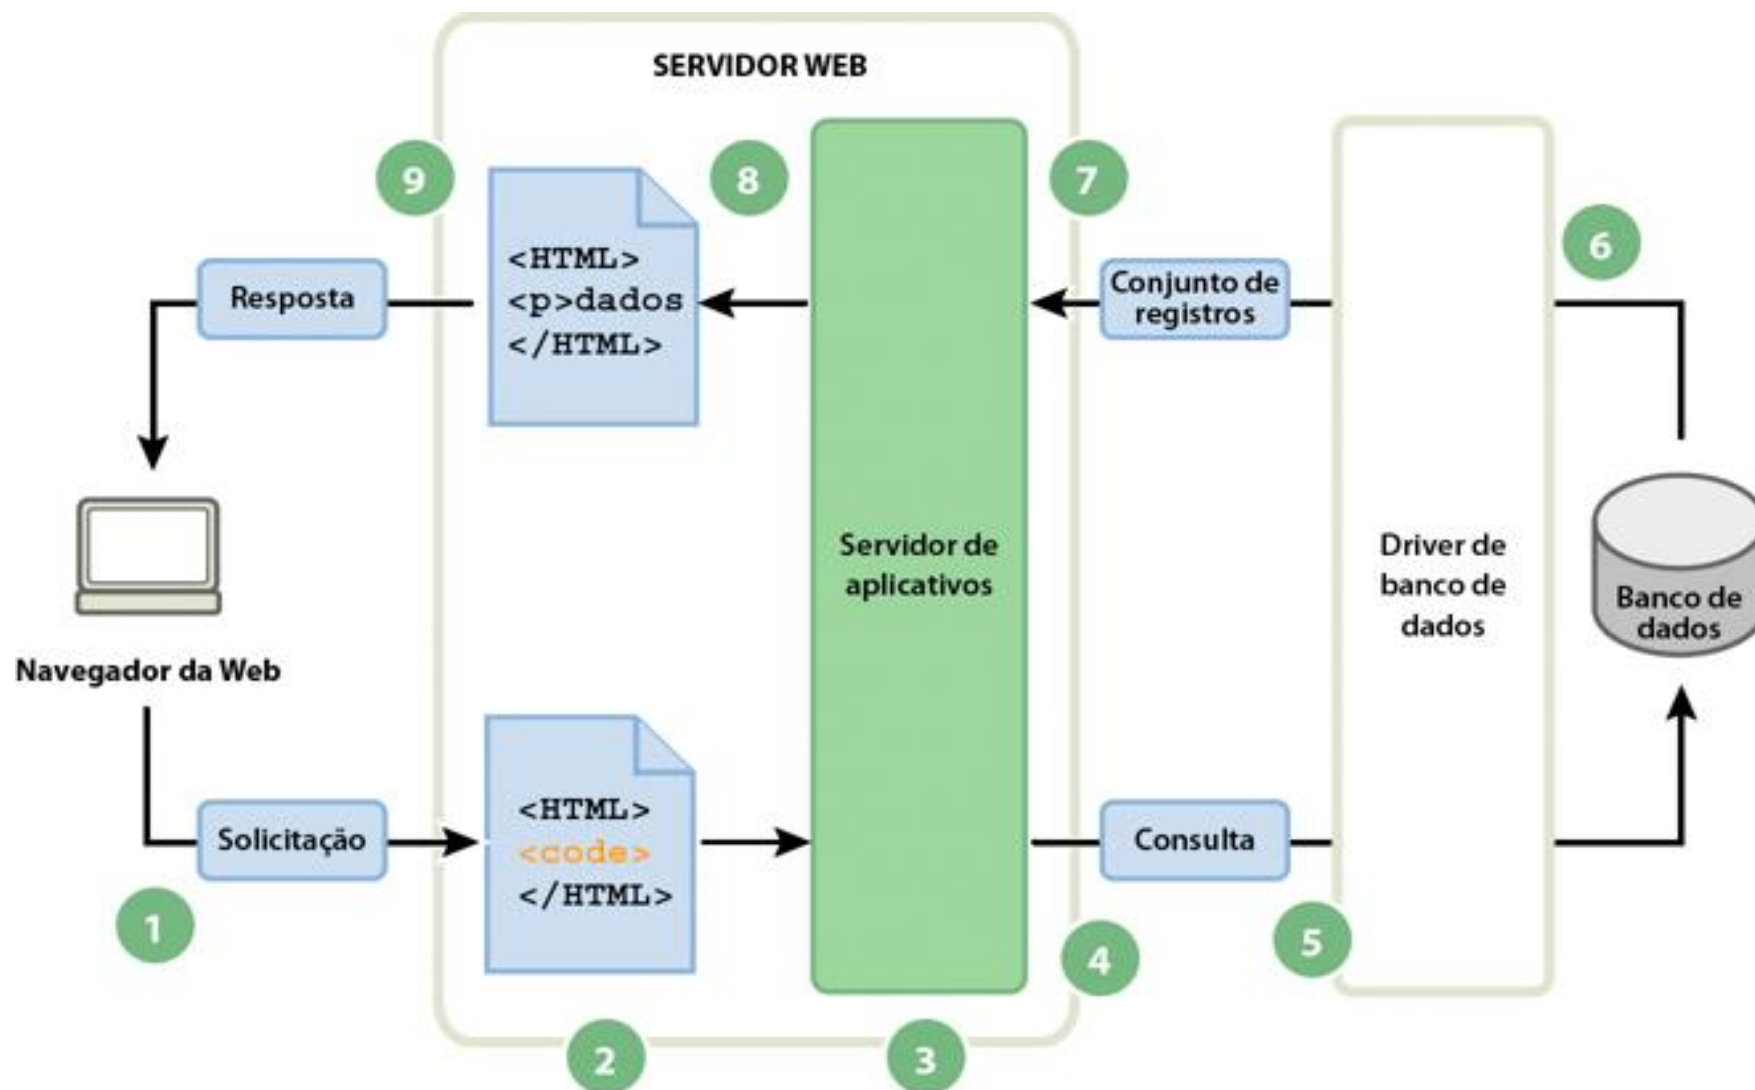 SERVIDOR WEB
9
8
7
6
<HTML>
<p>dados
</HTML>
Resposta
Conjunto de
registros
Servidor de
aplicativos
Driver de
banco de
dados
Banco de
dados
Navegador da Web
Solicitação
<HTML>
<code>
</HTML>
Consulta
1
2
3
4
5